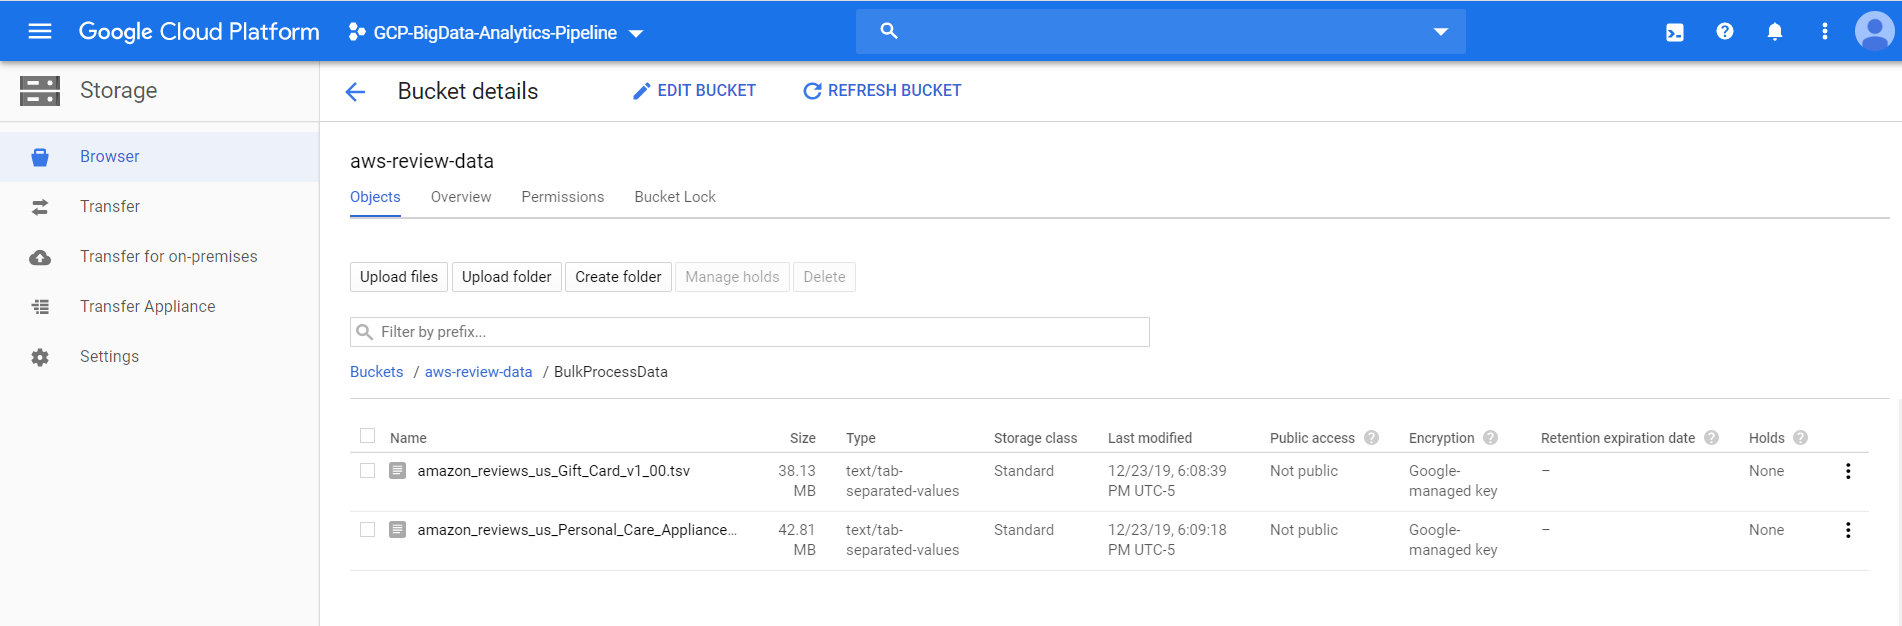 Google Cloud Platform GCP-BigData-Analytics-Pipeline
Storage
Bucket details EDIT BUCKET REFRESH BUCKET
Browser
Transfer
Transfer for on-premises
Transfer Appliance
Settings
aws-review-data
Objects Overview Permissions Bucket Lock
Upload files Upload folder Create folder Manage holds Delete
Filter by prefix...
Buckets / aws-review-data / BulkProcessData
Name Size Type Storage class Last modified Public access Encryption Retention expiration date Holds
amazon_reviews_us_Gift_Card_v1_00.tsv 38.13 text/tab- Standard 12/23/19, 6:08:39 Not public Google- – None
MB separated-values PM UTC-5 managed key
amazon_reviews_us_Personal_Care_Appliance... 42.81 text/tab- Standard 12/23/19, 6:09:18 Not public Google- – None
MB separated-values PM UTC-5 managed key